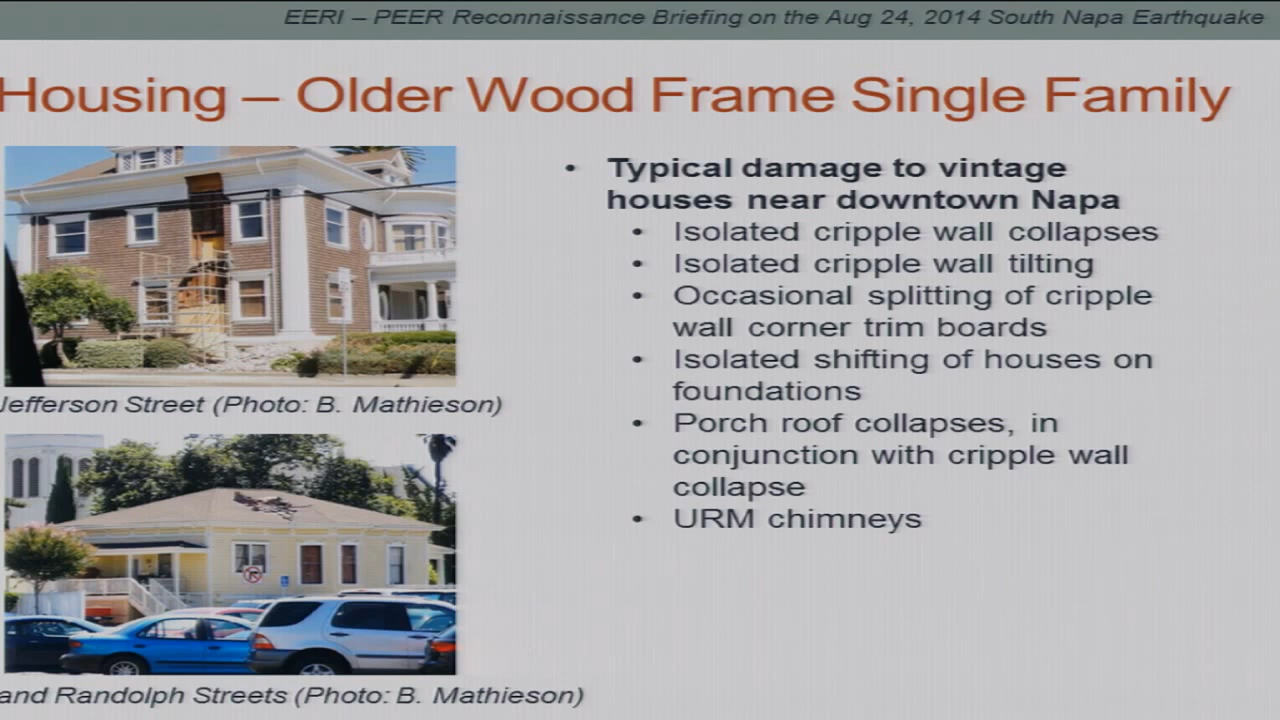 EERI – PEER Reconnaissance Briefing on the Aug 24, 2014 South Napa Earthquake
Housing – Older Wood Frame Single Family
• Typical damage to vintage
houses near downtown Napa
• Isolated cripple wall collapses
• Isolated cripple wall tilting
• Occasional splitting of cripple
wall corner trim boards
• Isolated shifting of houses on
foundations
• Porch roof collapses, in
conjunction with cripple wall
collapse
• URM chimneys
Jefferson Street (Photo: B. Mathieson)
and Randolph Streets (Photo: B. Mathieson)